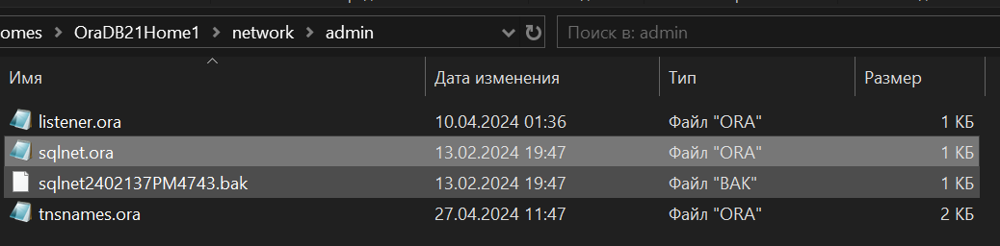 omes > OraDB21Home1 > network > admin Поиск в: admin
Имя Дата изменения Тип Размер
listener.ora 10.04.2024 01:36 Файл "ORA" 1 КБ
sqlnet.ora 13.02.2024 19:47 Файл "ORA" 1 КБ
sqlnet2402137PM4743.bak 13.02.2024 19:47 Файл "BAK" 1 КБ
tnsnames.ora 27.04.2024 11:47 Файл "ORA" 2 КБ